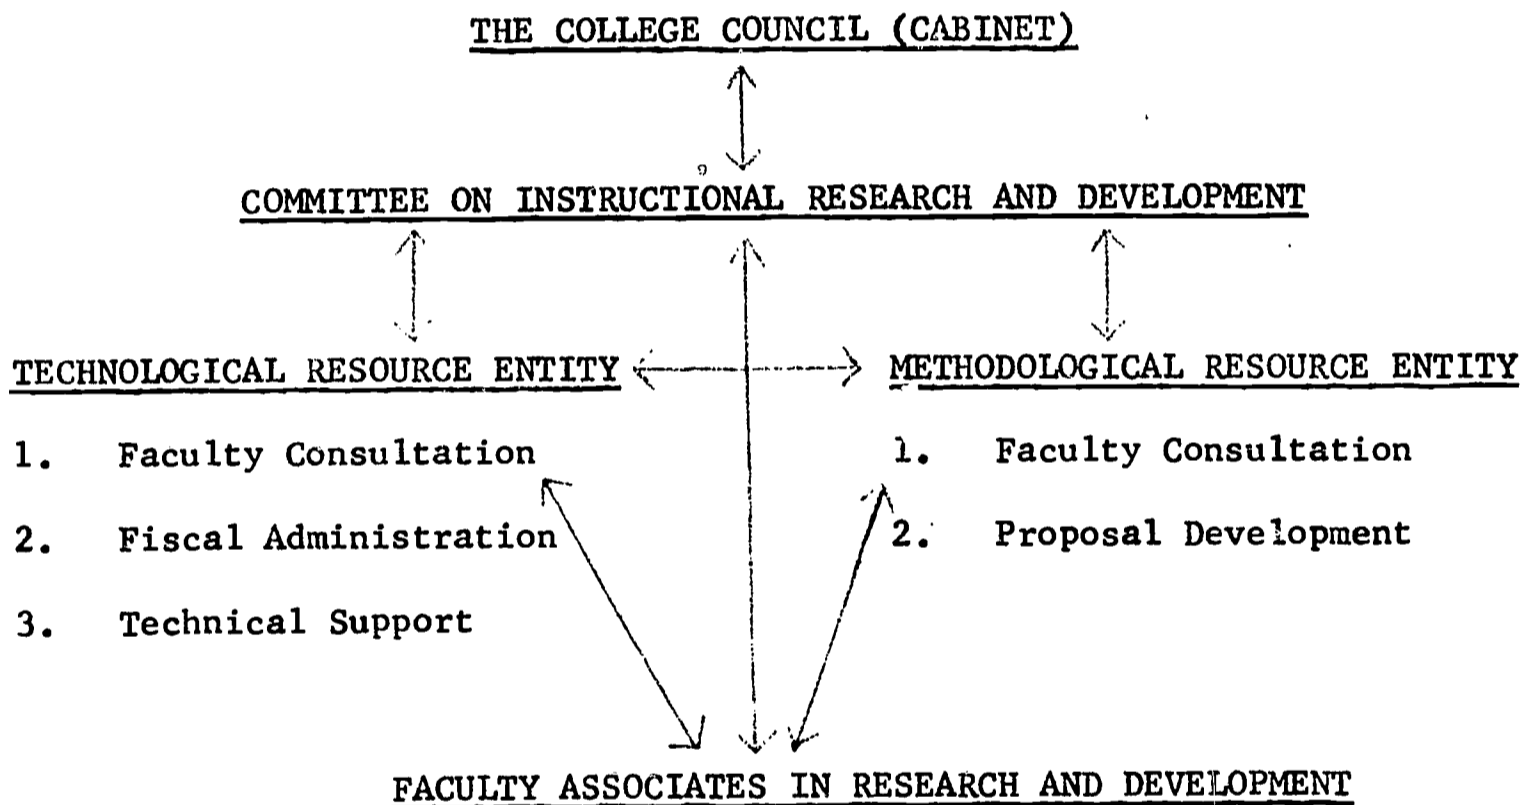 THE COLLEGE COUNCIL (CABINET)
COMMITTEE ON INSTRUCTIONAL RESEARCH AND DEVELOPMENT
TECHNOLOGICAL RESOURCE ENTITY
1. Faculty Consultation
2. Fiscal Administration
3. Technical Support
METHODOLOGICAL RESOURCE ENTITY
1. Faculty Consultation
2. Proposal Development
FACULTY ASSOCIATES IN RESEARCH AND DEVELOPMENT